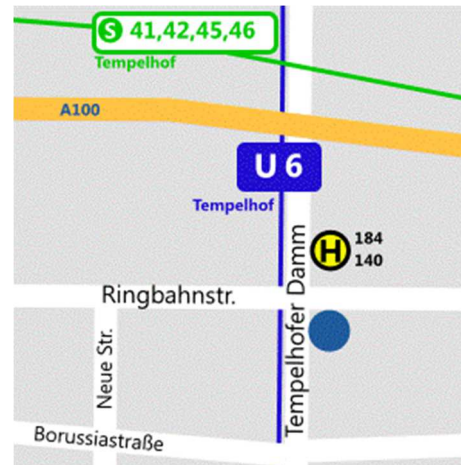 S 41,42,45,46
Tempelhof
A100
U 6
Tempelhof
H 184
140
Tempelhofer Damm
Ringbahnstr.
Neue Str.
Borussiastraße